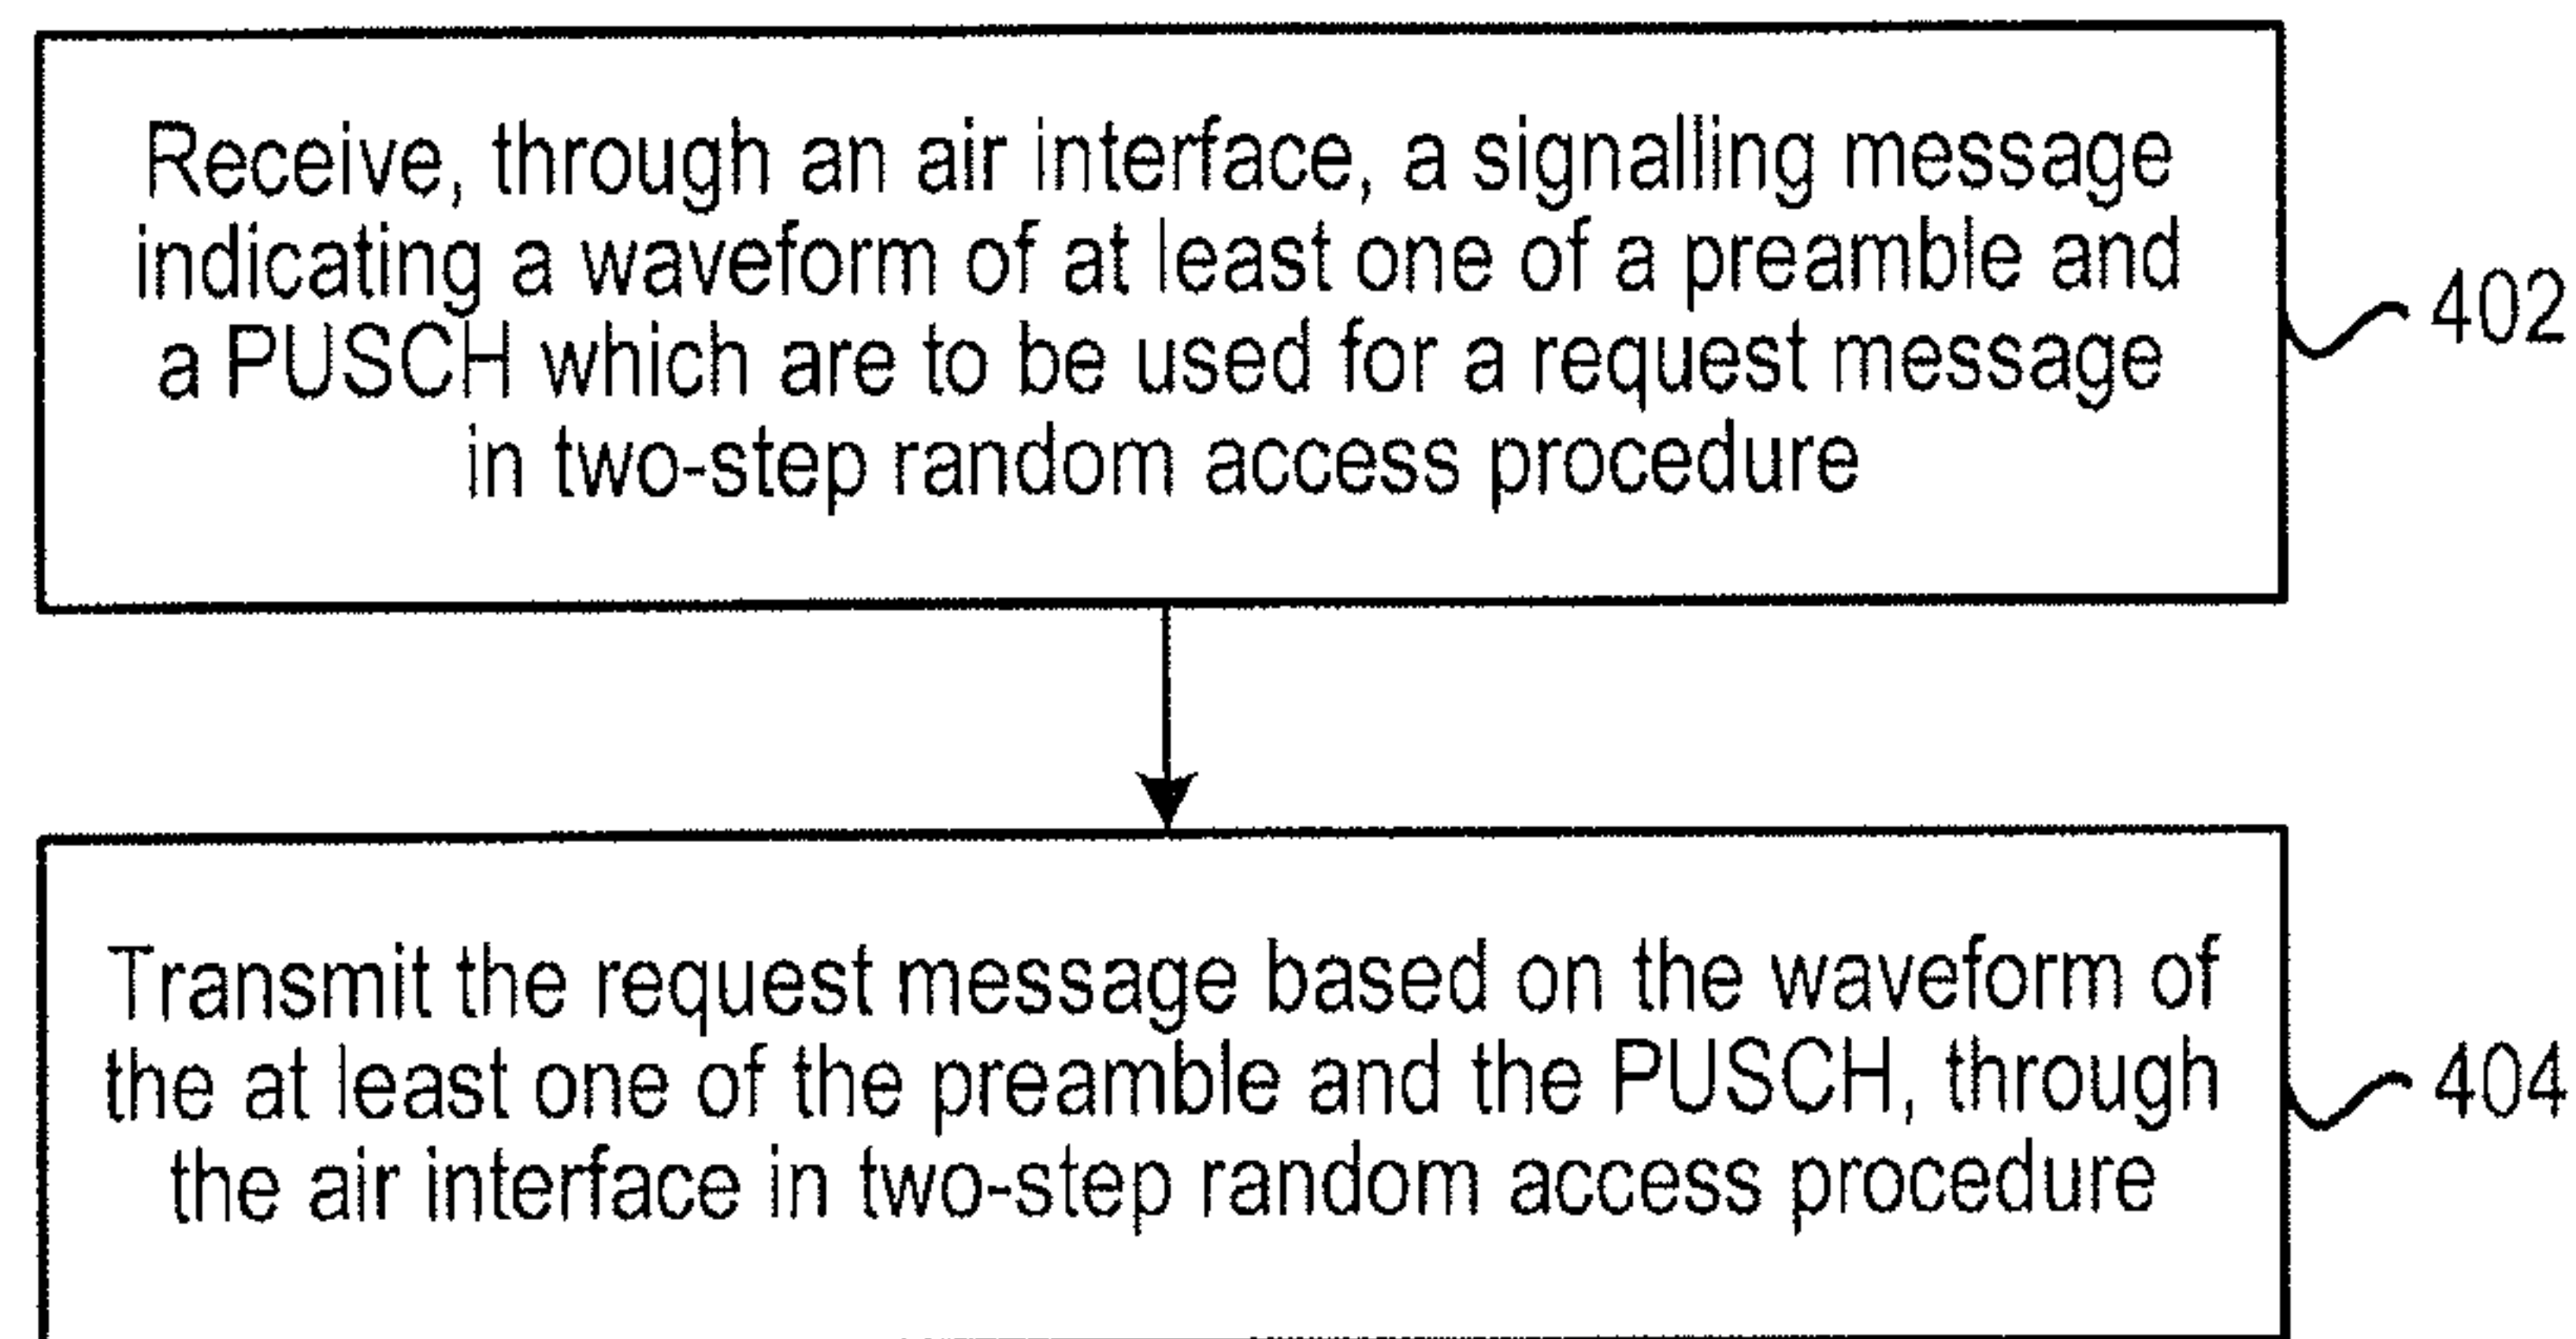 Receive, through an air interface, a signalling message
indicating a waveform of at least one of a preamble and
a PUSCH which are to be used for a request message
in two-step random access procedure
402
Transmit the request message based on the waveform of
the at least one of the preamble and the PUSCH, through
the air interface in two-step random access procedure
404